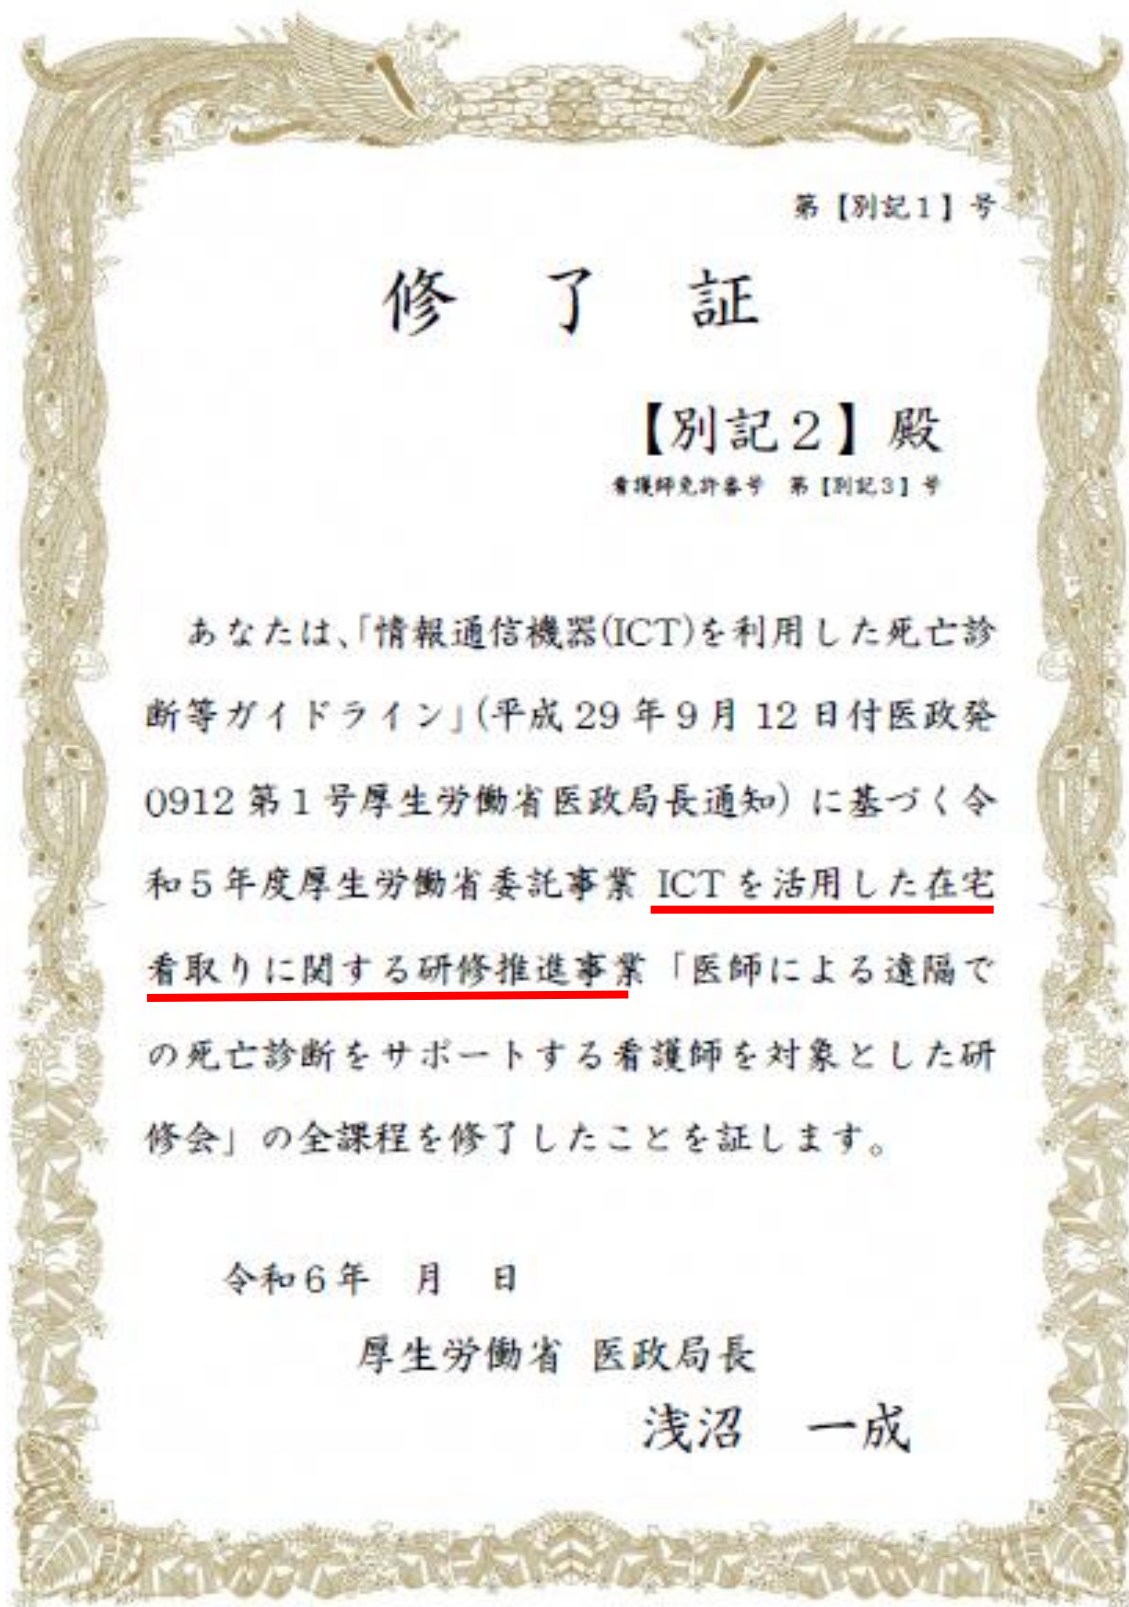 第【別記1】号
修 了 証
【別記2】殿
看護師免許番号 第【別記3】号
あなたは、「情報通信機器(ICT)を利用した死亡診
断等ガイドライン」(平成29年9月12日付医政発
0912第1号厚生労働省医政局長通知)に基づく令
和5年度厚生労働省委託事業 ICTを活用した在宅
看取りに関する研修推進事業「医師による遠隔で
の死亡診断をサポートする看護師を対象とした研
修会」の全課程を修了したことを証します。
令和6年 月 日
厚生労働省 医政局長
浅沼 一成